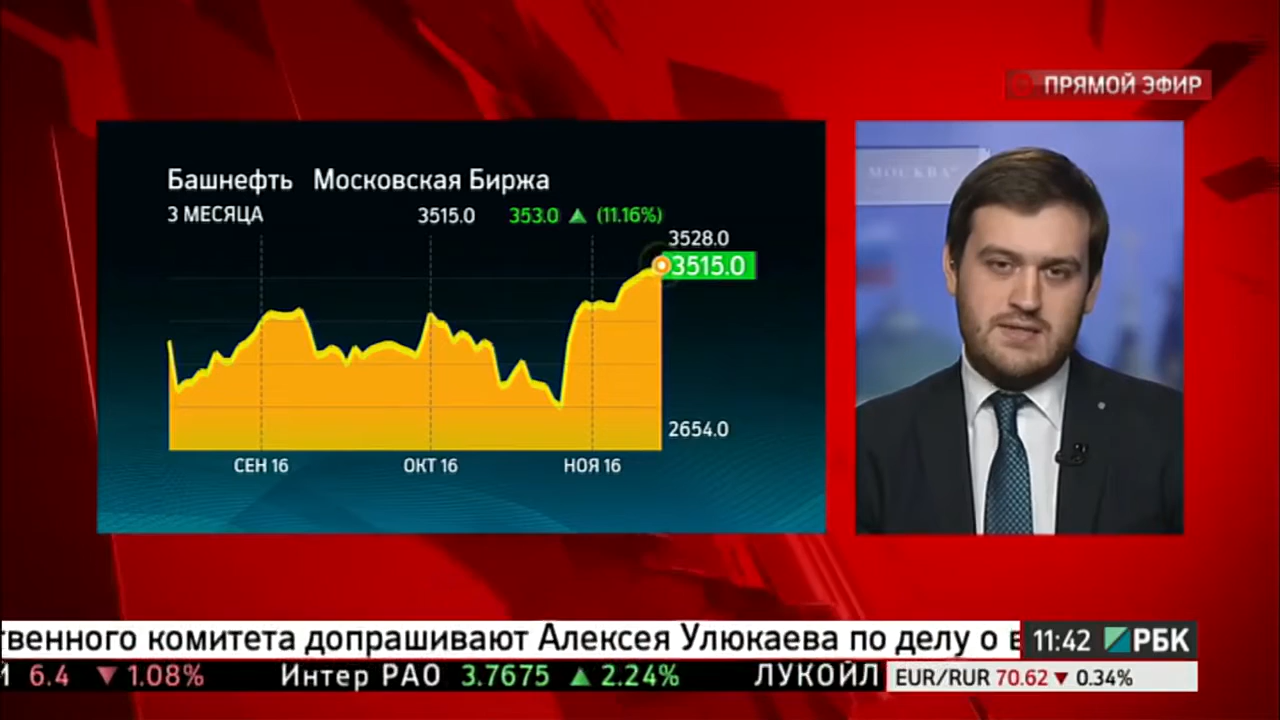 ПРЯМОЙ ЭФИР
Башнефть Московская Биржа
3 МЕСЯЦА 3515.0 353.0 ▲ (11.16%)
3528.0
3515.0
2654.0
СЕН 16 ОКТ 16 НОЯ 16
МОСКВА
твенного комитета допрашивают Алексея Улюкаева по делу о в 11:42 РБК
6.4 ▼ 1.08% Интер РАО 3.7675 ▲ 2.24% ЛУКОЙЛ EUR/RUR 70.62 ▼ 0.34%